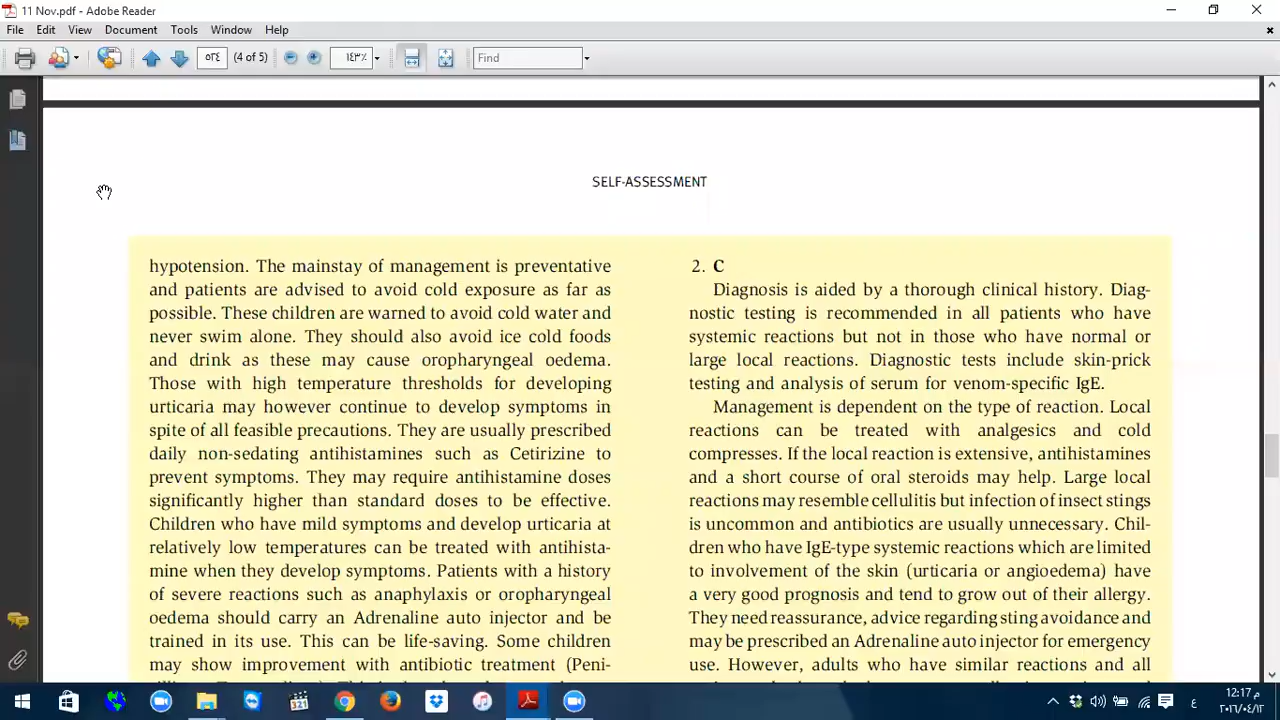 11 Nov.pdf - Adobe Reader
File Edit View Document Tools Window Help
٥٣٤ (4 of 5) ١٤٣% Find
SELF-ASSESSMENT
hypotension. The mainstay of management is preventative
and patients are advised to avoid cold exposure as far as
possible. These children are warned to avoid cold water and
never swim alone. They should also avoid ice cold foods
and drink as these may cause oropharyngeal oedema.
Those with high temperature thresholds for developing
urticaria may however continue to develop symptoms in
spite of all feasible precautions. They are usually prescribed
daily non-sedating antihistamines such as Cetirizine to
prevent symptoms. They may require antihistamine doses
significantly higher than standard doses to be effective.
Children who have mild symptoms and develop urticaria at
relatively low temperatures can be treated with antihista-
mine when they develop symptoms. Patients with a history
of severe reactions such as anaphylaxis or oropharyngeal
oedema should carry an Adrenaline auto injector and be
trained in its use. This can be life-saving. Some children
may show improvement with antibiotic treatment (Peni-
2. C
Diagnosis is aided by a thorough clinical history. Diag-
nostic testing is recommended in all patients who have
systemic reactions but not in those who have normal or
large local reactions. Diagnostic tests include skin-prick
testing and analysis of serum for venom-specific IgE.
Management is dependent on the type of reaction. Local
reactions can be treated with analgesics and cold
compresses. If the local reaction is extensive, antihistamines
and a short course of oral steroids may help. Large local
reactions may resemble cellulitis but infection of insect stings
is uncommon and antibiotics are usually unnecessary. Chil-
dren who have IgE-type systemic reactions which are limited
to involvement of the skin (urticaria or angioedema) have
a very good prognosis and tend to grow out of their allergy.
They need reassurance, advice regarding sting avoidance and
may be prescribed an Adrenaline auto injector for emergency
use. However, adults who have similar reactions and all
321
ع
12:17 م
٢٠١٦/٠٤/١٢